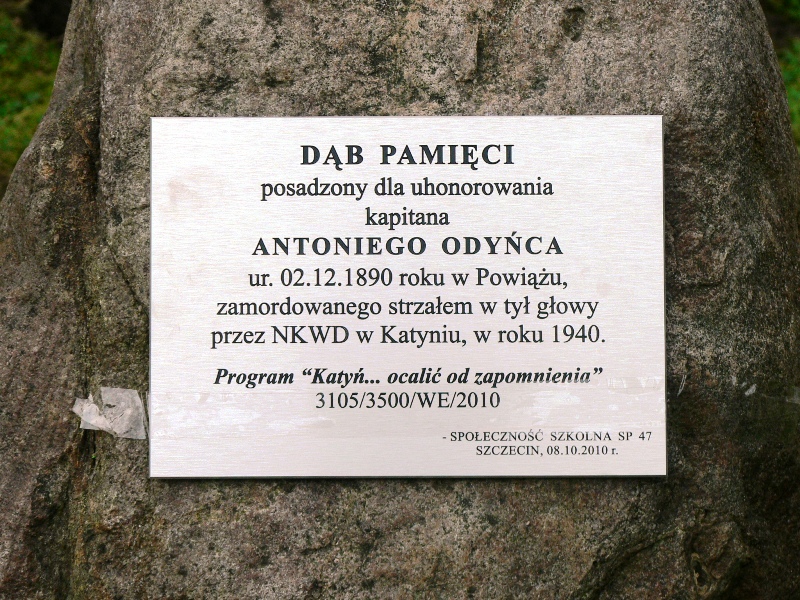 DĄB PAMIĘCI
posadzony dla uhonorowania
kapitana
ANTONIEGO ODYŃCA
ur. 02.12.1890 roku w Powiążu,
zamordowanego strzałem w tył głowy
przez NKWD w Katyniu, w roku 1940.
Program “Katyń... ocalić od zapomnienia”
3105/3500/WE/2010
- SPOŁECZNOŚĆ SZKOLNA SP 47
SZCZECIN, 08.10.2010 r.